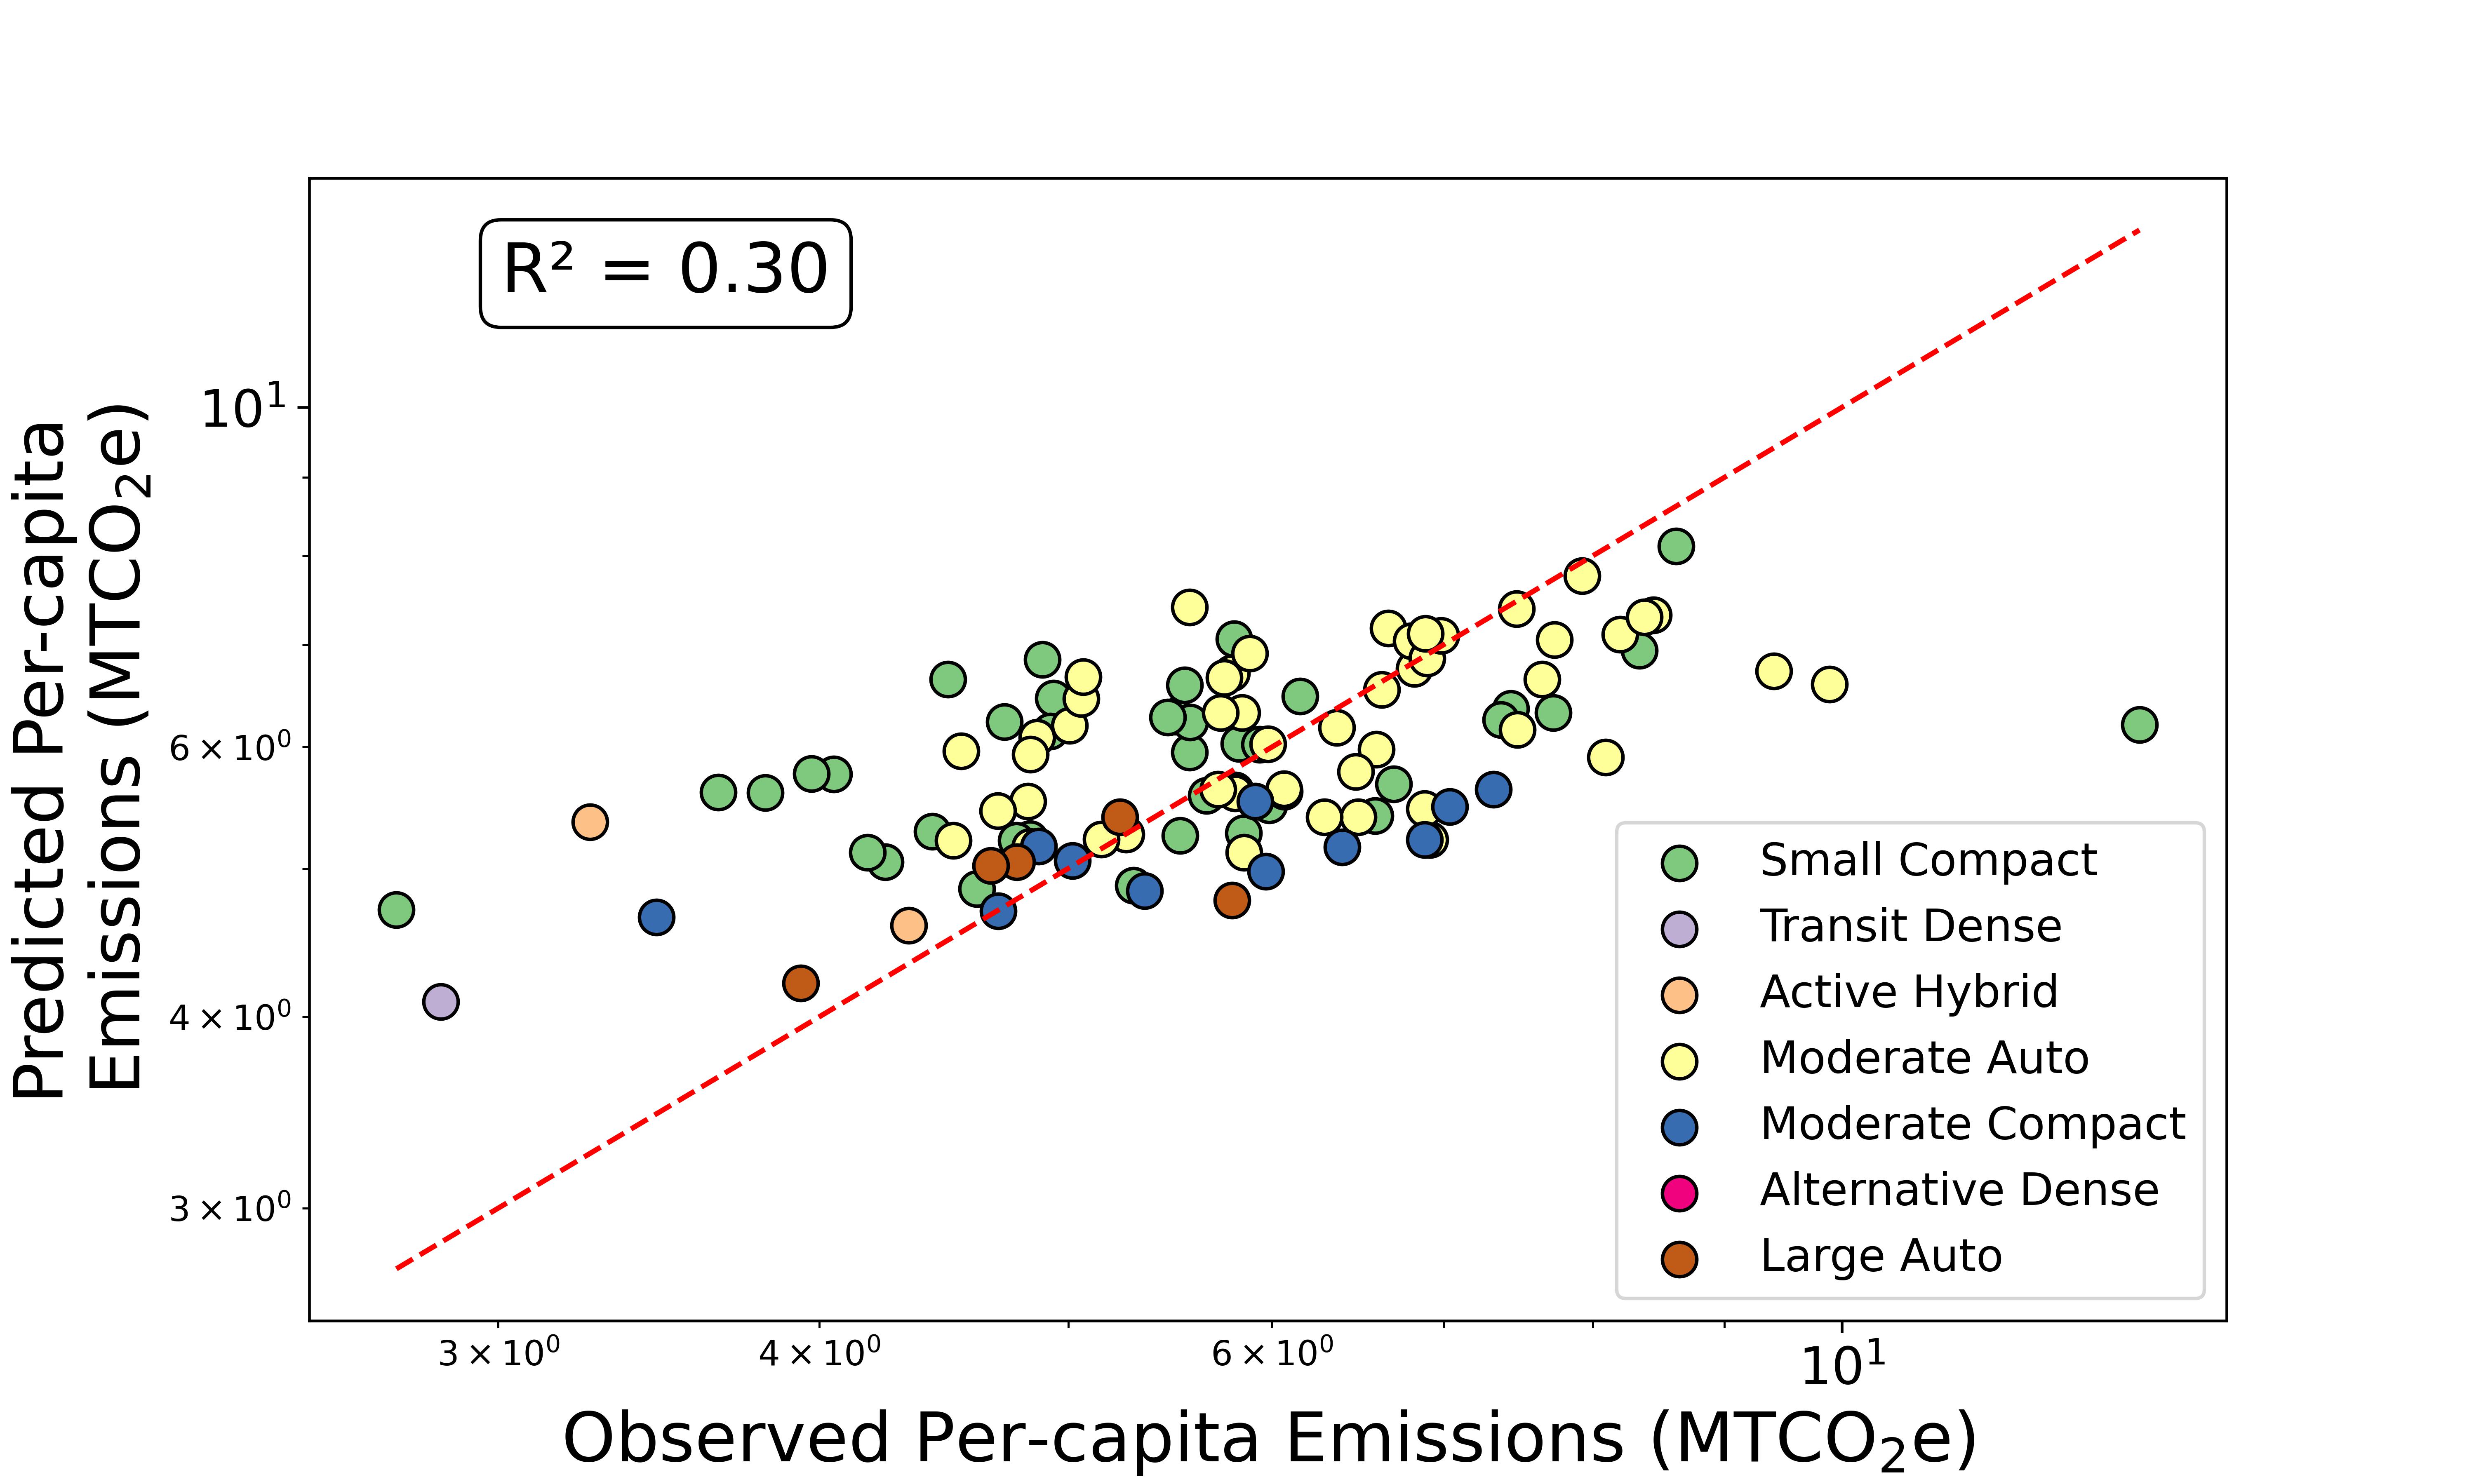 R² = 0.30
Predicted Per-capita
Emissions (MTCO₂e)
10¹
6 × 10⁰
4 × 10⁰
3 × 10⁰
Small Compact
Transit Dense
Active Hybrid
Moderate Auto
Moderate Compact
Alternative Dense
Large Auto
3 × 10⁰
4 × 10⁰
6 × 10⁰
10¹
Observed Per-capita Emissions (MTCO₂e)